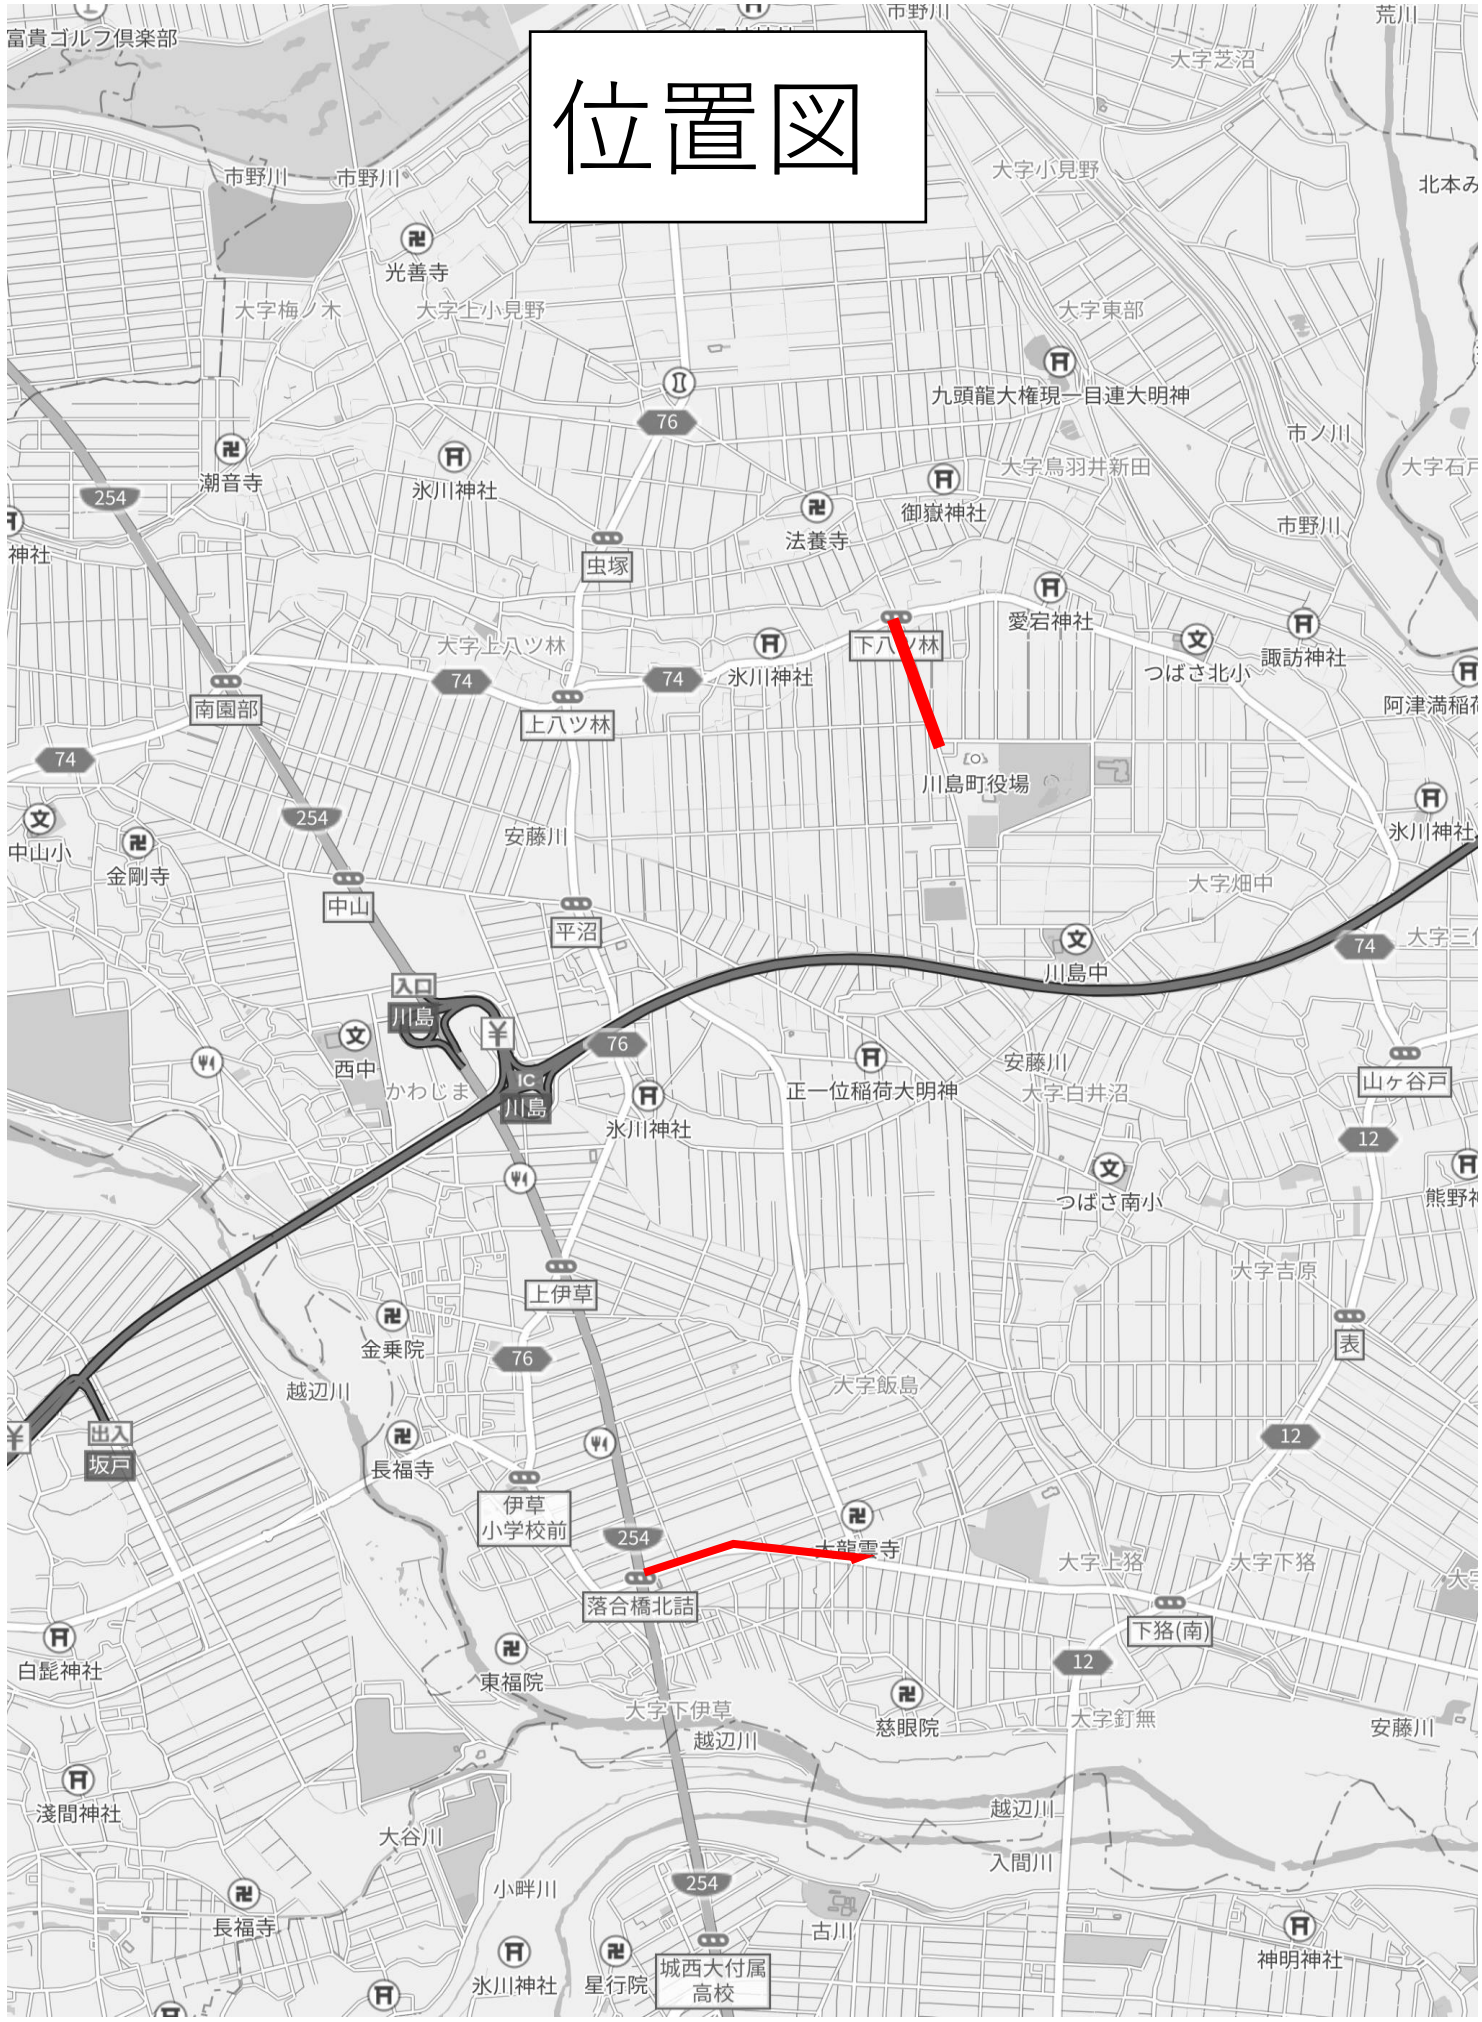 位置図
富貴ゴルフ倶楽部
市野川
荒川
大字芝沼
市野川
市野川
大字小見野
光善寺
大字梅ノ木
大字上小見野
大字東部
九頭龍大権現一目連大明神
76
市ノ川
大字石戸
254
潮音寺
氷川神社
大字鳥羽井新田
御嶽神社
法養寺
市野川
神社
虫塚
愛宕神社
大字上八ツ林
下八ツ林
氷川神社
つばさ北小
諏訪神社
74
74
南園部
上八ツ林
74
川島町役場
254
安藤川
中山小
金剛寺
氷川神社
中山
平沼
大字畑中
74
川島中
入口
川島
¥
76
西中
かわじま
IC
川島
氷川神社
正一位稲荷大明神
安藤川
大字白井沼
山ヶ谷戸
12
つばさ南小
上伊草
大字吉原
金乗院
76
表
越辺川
大字飯島
¥
出入
坂戸
長福寺
12
伊草
小学校前
254
大龍雲寺
大字上狢
大字下狢
落合橋北詰
下狢(南)
白髭神社
東福院
12
大字下伊草
慈眼院
大字釘無
安藤川
越辺川
淺間神社
大谷川
越辺川
入間川
小畔川
254
長福寺
古川
氷川神社
星行院
城西大付属
高校
神明神社